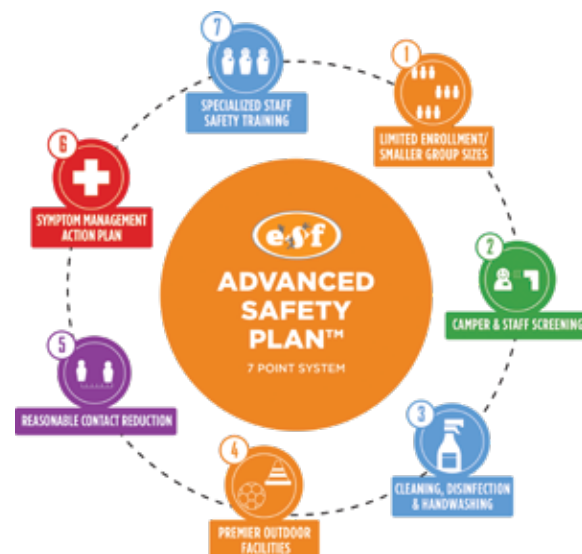 esf
ADVANCED
SAFETY
PLAN™
7 POINT SYSTEM
1
LIMITED ENROLLMENT/
SMALLER GROUP SIZES
2
CAMPER & STAFF SCREENING
3
CLEANING, DISINFECTION
& HANDWASHING
4
PREMIER OUTDOOR
FACILITIES
5
REASONABLE CONTACT REDUCTION
6
SYMPTOM MANAGEMENT
ACTION PLAN
7
SPECIALIZED STAFF
SAFETY TRAINING